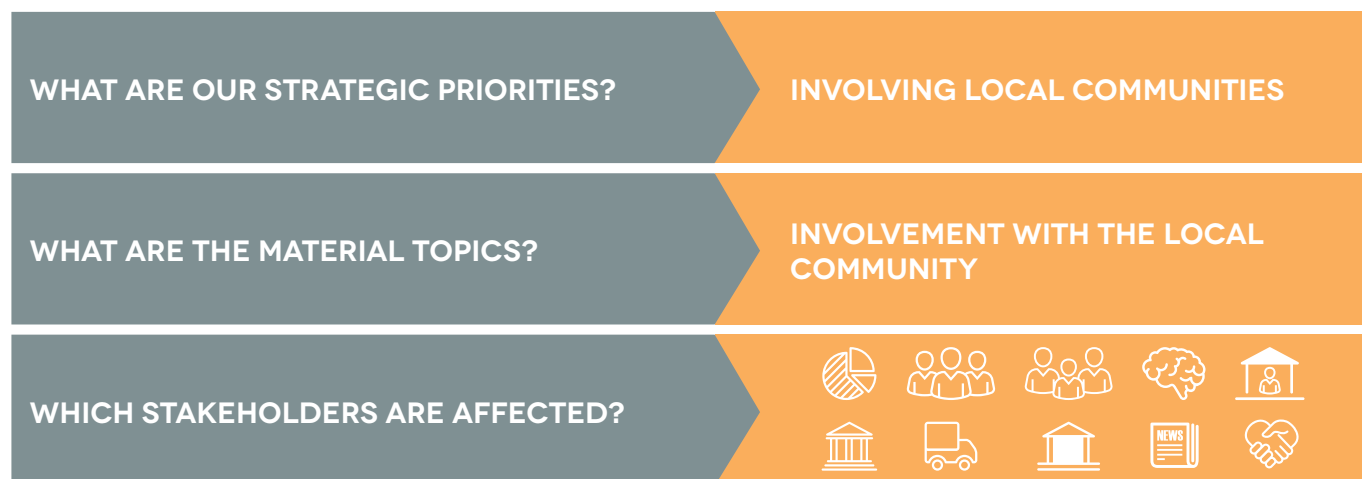 WHAT ARE OUR STRATEGIC PRIORITIES?
INVOLVING LOCAL COMMUNITIES
WHAT ARE THE MATERIAL TOPICS?
INVOLVEMENT WITH THE LOCAL
COMMUNITY
WHICH STAKEHOLDERS ARE AFFECTED?
NEWS